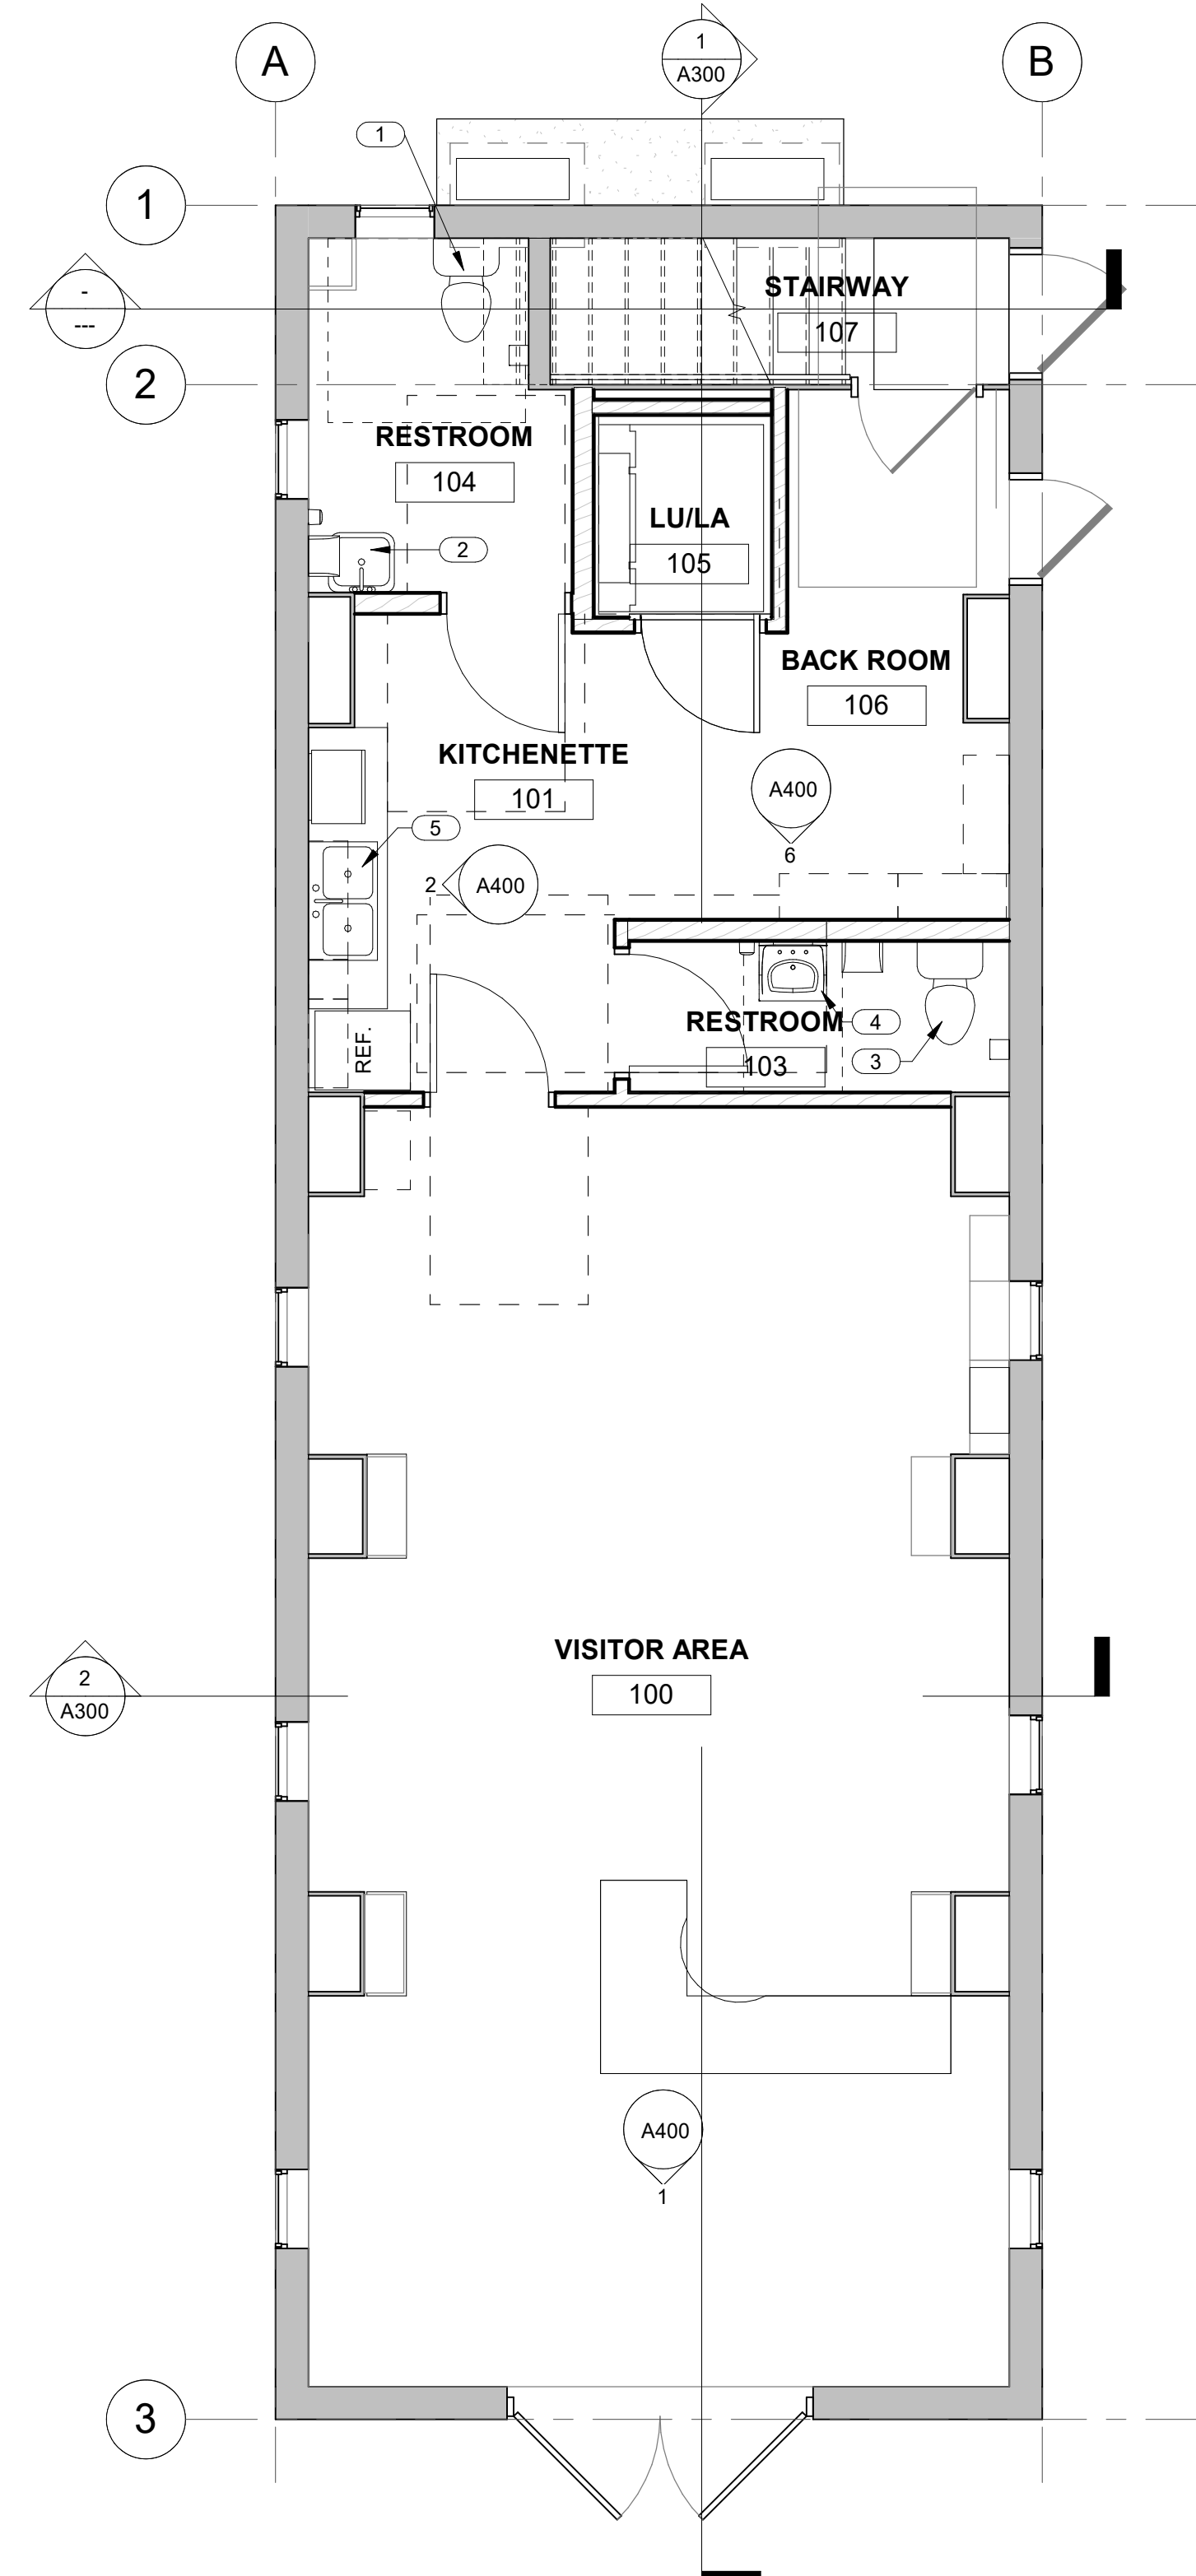 A
1
A300
B
1
1
-
---
STAIRWAY
107
2
RESTROOM
104
LU/LA
105
2
BACK ROOM
106
KITCHENETTE
101
A400
6
5
2
A400
RESTROOM
103
4
3
REF.
VISITOR AREA
100
2
A300
A400
1
3